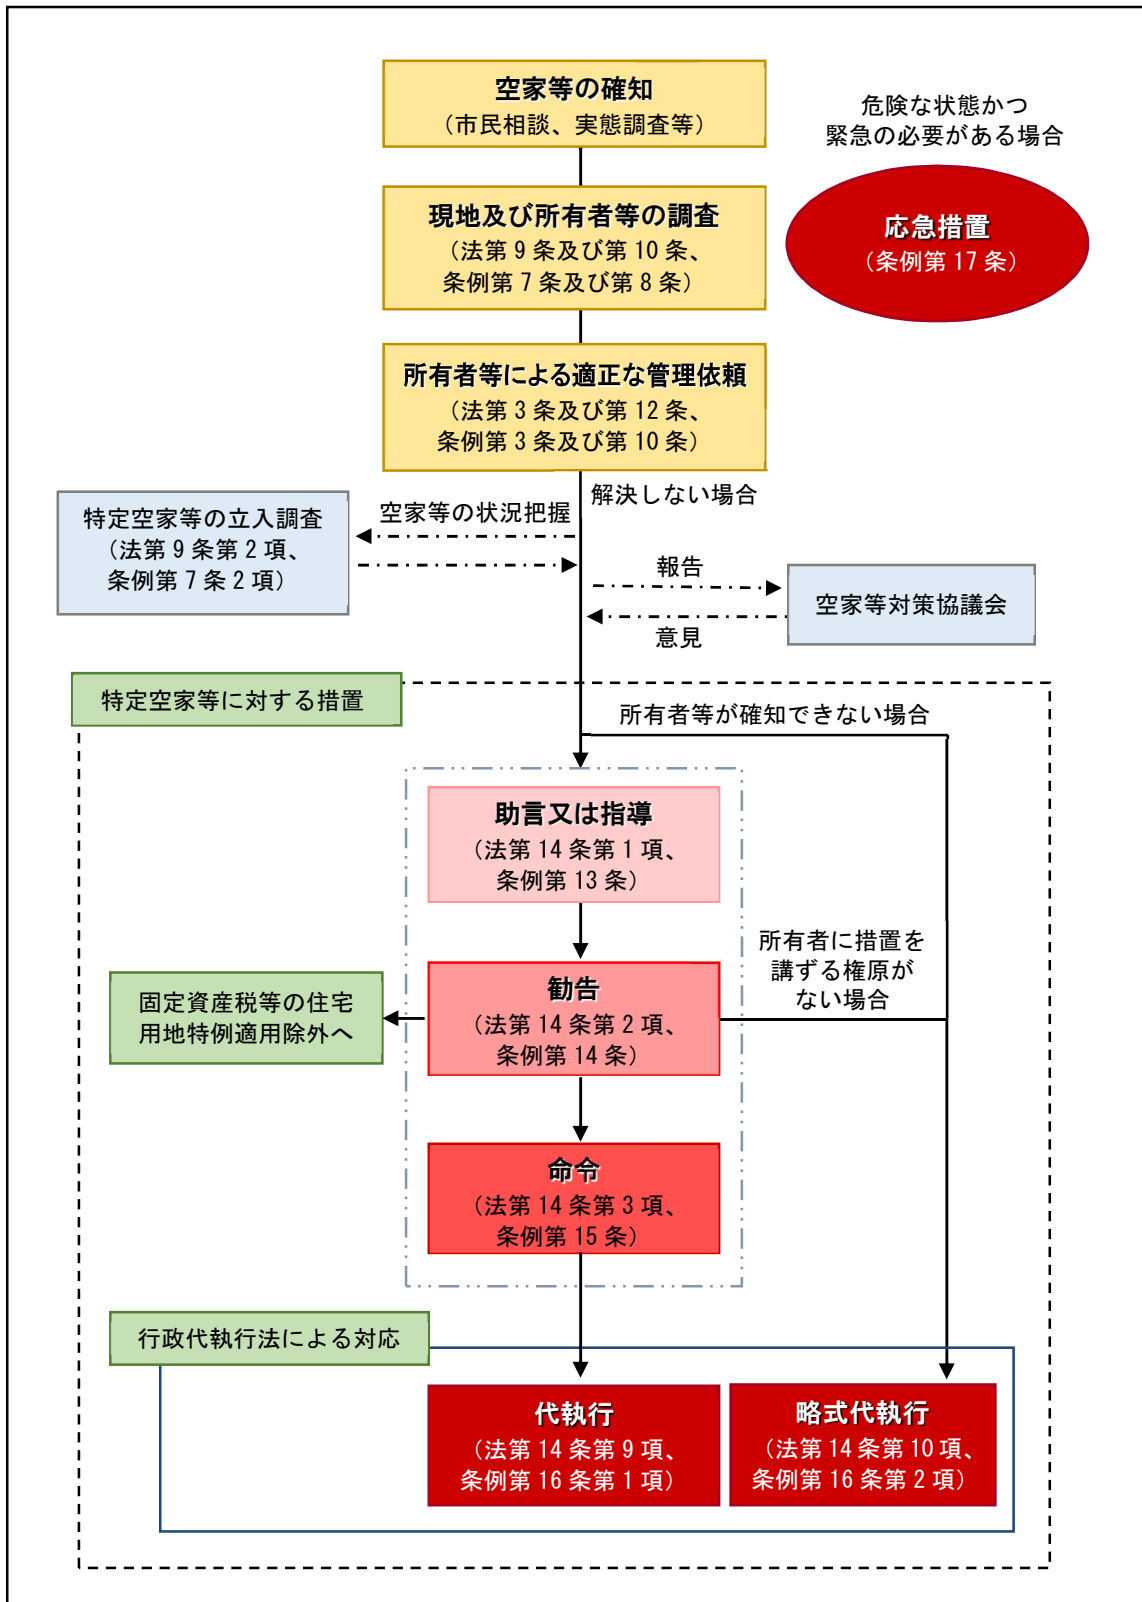 空家等の確知
（市民相談、実態調査等）
危険な状態かつ
緊急の必要がある場合
応急措置
（条例第 17 条）
現地及び所有者等の調査
（法第 9 条及び第 10 条、
条例第 7 条及び第 8 条）
所有者等による適正な管理依頼
（法第 3 条及び第 12 条、
条例第 3 条及び第 10 条）
解決しない場合
空家等の状況把握
特定空家等の立入調査
（法第 9 条第 2 項、
条例第 7 条 2 項）
報告
空家等対策協議会
意見
特定空家等に対する措置
所有者等が確知できない場合
助言又は指導
（法第 14 条第 1 項、
条例第 13 条）
所有者に措置を
講ずる権原が
ない場合
勧告
（法第 14 条第 2 項、
条例第 14 条）
固定資産税等の住宅
用地特例適用除外へ
命令
（法第 14 条第 3 項、
条例第 15 条）
行政代執行法による対応
代執行
（法第 14 条第 9 項、
条例第 16 条第 1 項）
略式代執行
（法第 14 条第 10 項、
条例第 16 条第 2 項）